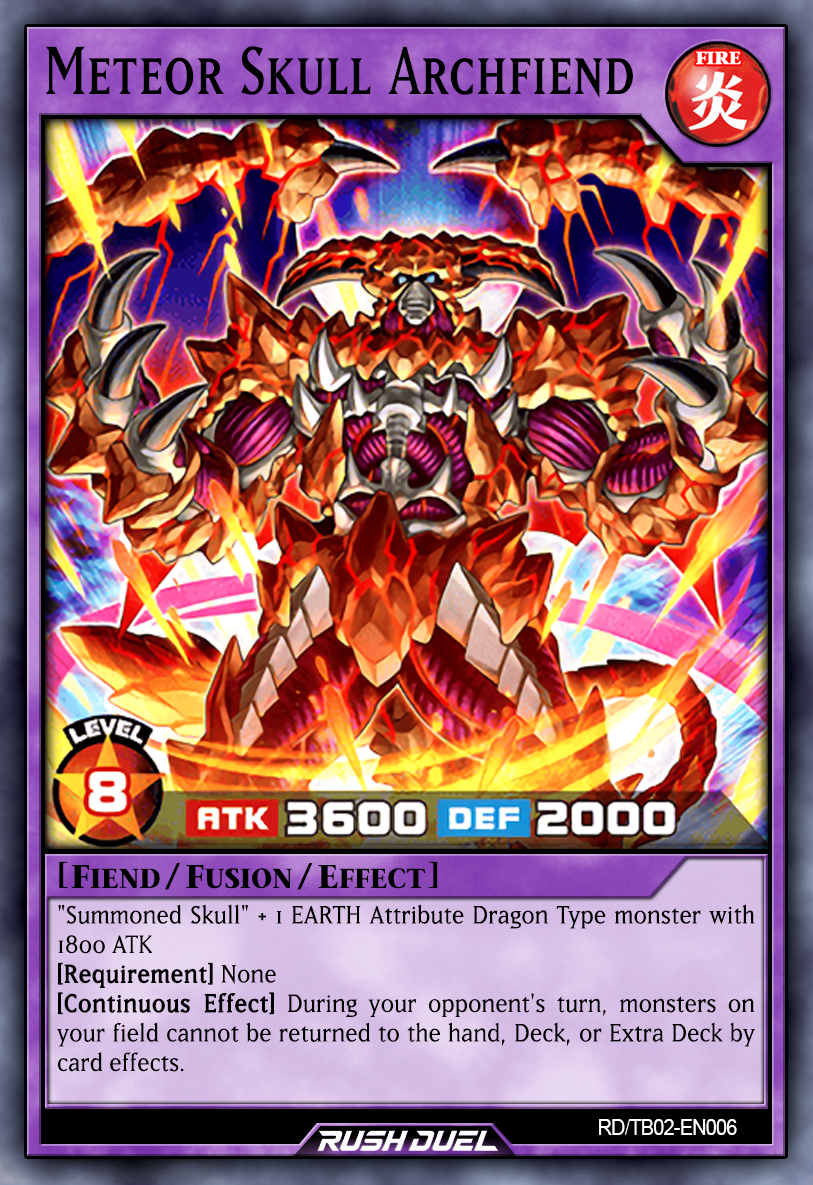 Meteor Skull Archfiend
FIRE
炎
LEVEL
8
ATK 3600 DEF 2000
[Fiend / Fusion / Effect]
"Summoned Skull" + 1 EARTH Attribute Dragon Type monster with
1800 ATK
[Requirement] None
[Continuous Effect] During your opponent's turn, monsters on
your field cannot be returned to the hand, Deck, or Extra Deck by
card effects.
RD/TB02-EN006
RUSH DUEL